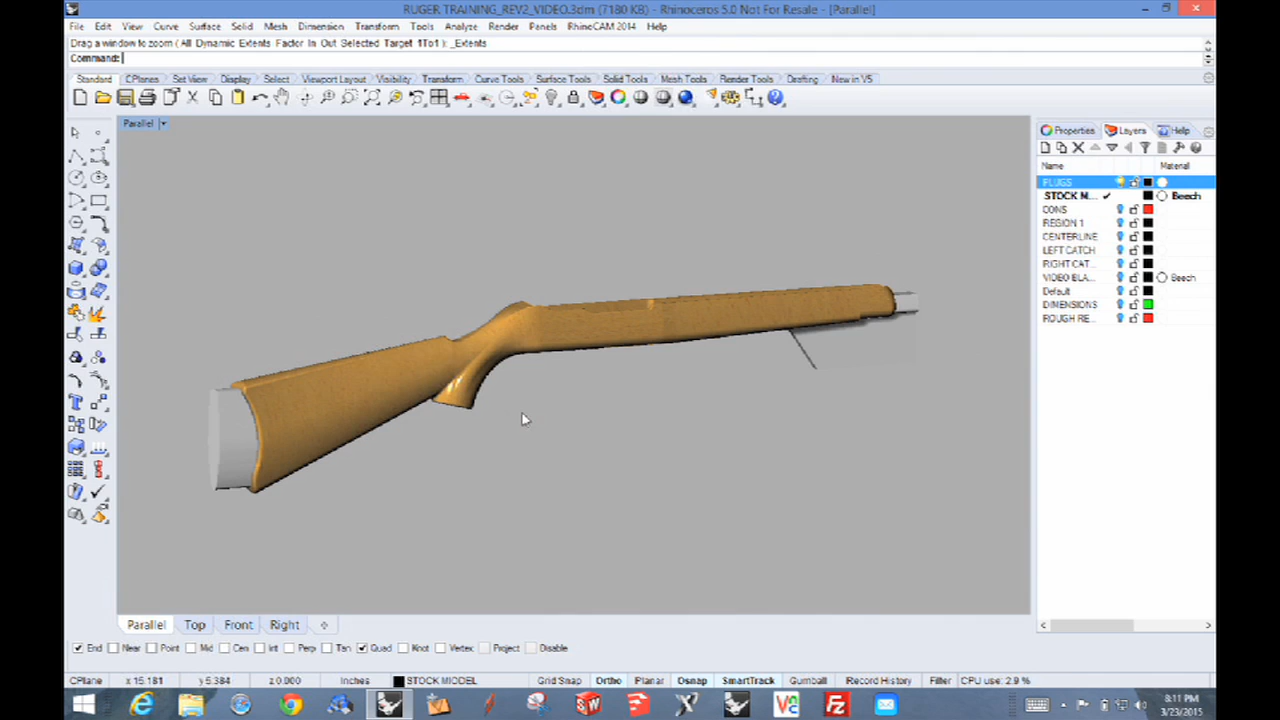 RUGER TRAINING_REV2_VIDEO.3dm (7180 KB) - Rhinoceros 5.0 Not For Resale - [Parallel]
File Edit View Curve Surface Solid Mesh Dimension Transform Tools Analyze Render Panels RhinoCAM 2014 Help
Drag a window to zoom ( All Dynamic Extents Factor In Out Selected Target 1To1 ): _Extents
Command:
Standard CPlanes Set View Display Select Viewport Layout Visibility Transform Curve Tools Surface Tools Solid Tools Mesh Tools Render Tools Drafting New in V5
Parallel
Properties Layers Help
Name Material
PLUGS
STOCK M... Beech
CONS
REGION 1
CENTERLINE
LEFT CATCH
RIGHT CAT...
VIDEO BLA... Beech
Default
DIMENSIONS
ROUGH RE...
Parallel Top Front Right
End Near Point Mid Cen Int Perp Tan Quad Knot Vertex Project Disable
CPlane x 15.181 y 5.384 z 0.000 Inches STOCK MODEL Grid Snap Ortho Planar Osnap SmartTrack Gumball Record History Filter CPU use: 2.9 %
8:11 PM
3/23/2015